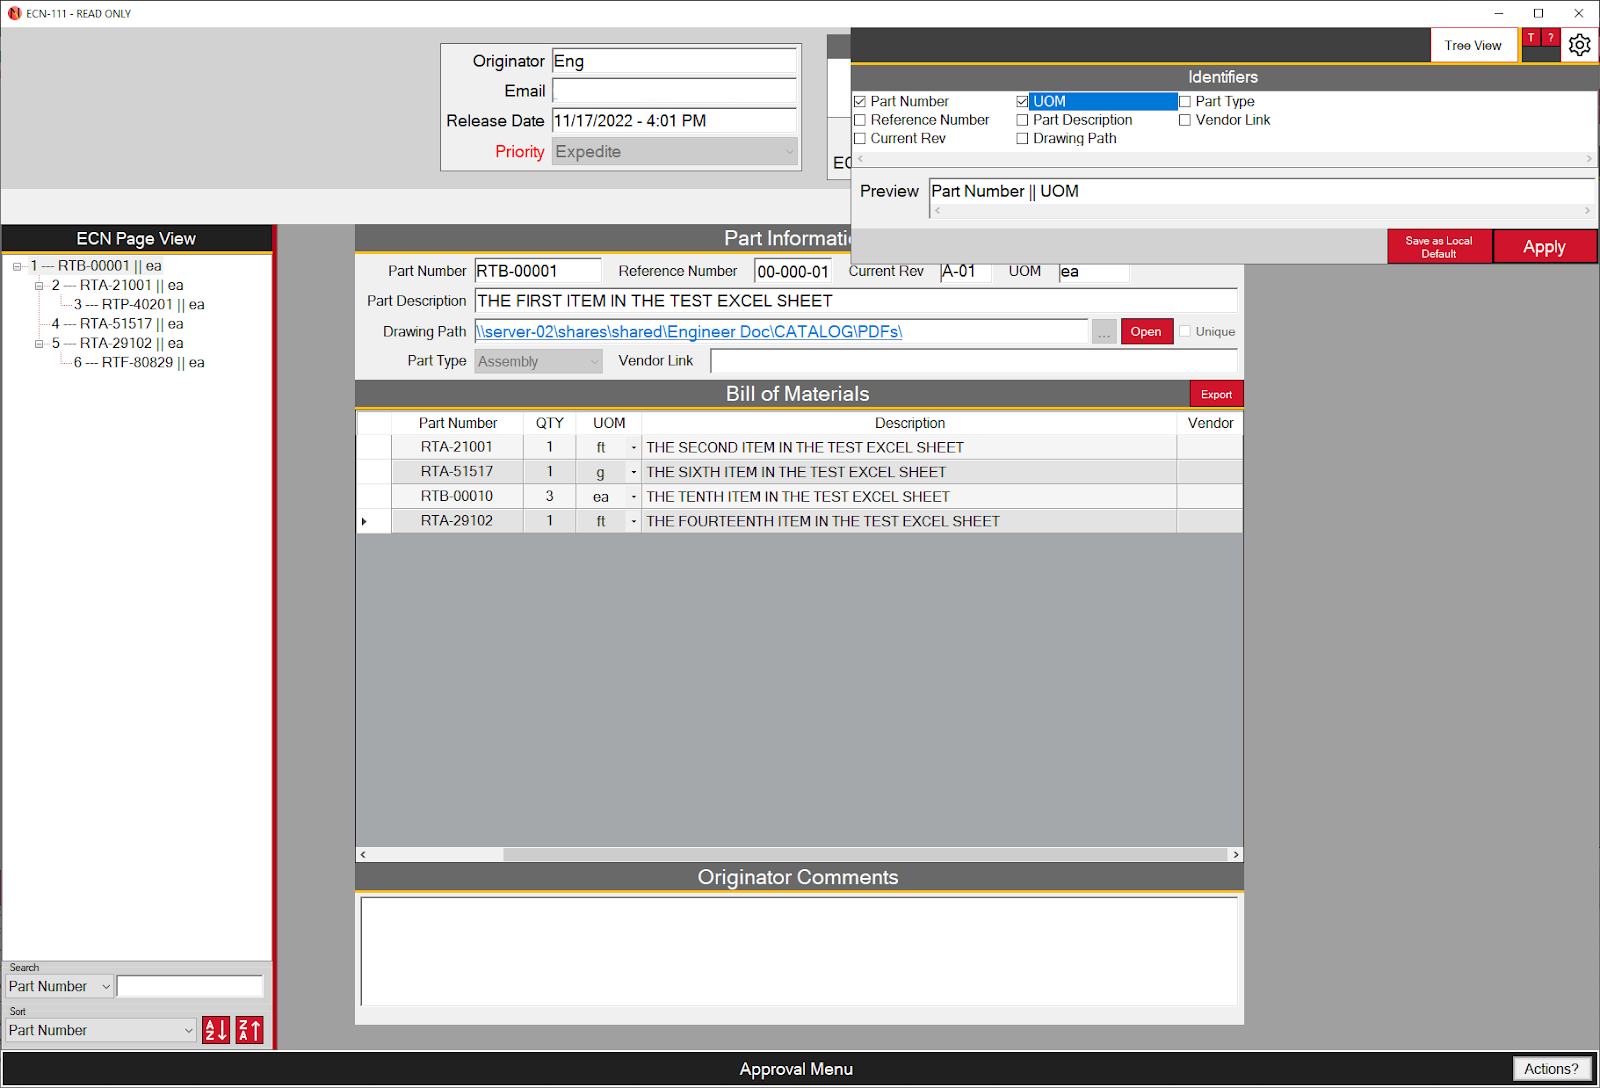 ECN-111 - READ ONLY
Originator Eng
Email
Release Date 11/17/2022 - 4:01 PM
Priority Expedite
EC
Tree View T ?
Identifiers
Part Number UOM Part Type
Reference Number Part Description Vendor Link
Current Rev Drawing Path
Preview Part Number || UOM
Save as Local Default
Apply
ECN Page View
1 --- RTB-00001 || ea
2 --- RTA-21001 || ea
3 --- RTP-40201 || ea
4 --- RTA-51517 || ea
5 --- RTA-29102 || ea
6 --- RTF-80829 || ea
Search
Part Number
Sort
Part Number
A Z Z A
Part Informati
Part Number RTB-00001 Reference Number 00-000-01 Current Rev A-01 UOM ea
Part Description THE FIRST ITEM IN THE TEST EXCEL SHEET
Drawing Path \\server-02\shares\shared\Engineer Doc\CATALOG\PDFs\ ... Open Unique
Part Type Assembly Vendor Link
Bill of Materials Export
Part Number QTY UOM Description Vendor
RTA-21001 1 ft THE SECOND ITEM IN THE TEST EXCEL SHEET
RTA-51517 1 g THE SIXTH ITEM IN THE TEST EXCEL SHEET
RTB-00010 3 ea THE TENTH ITEM IN THE TEST EXCEL SHEET
RTA-29102 1 ft THE FOURTEENTH ITEM IN THE TEST EXCEL SHEET
Originator Comments
Approval Menu Actions?